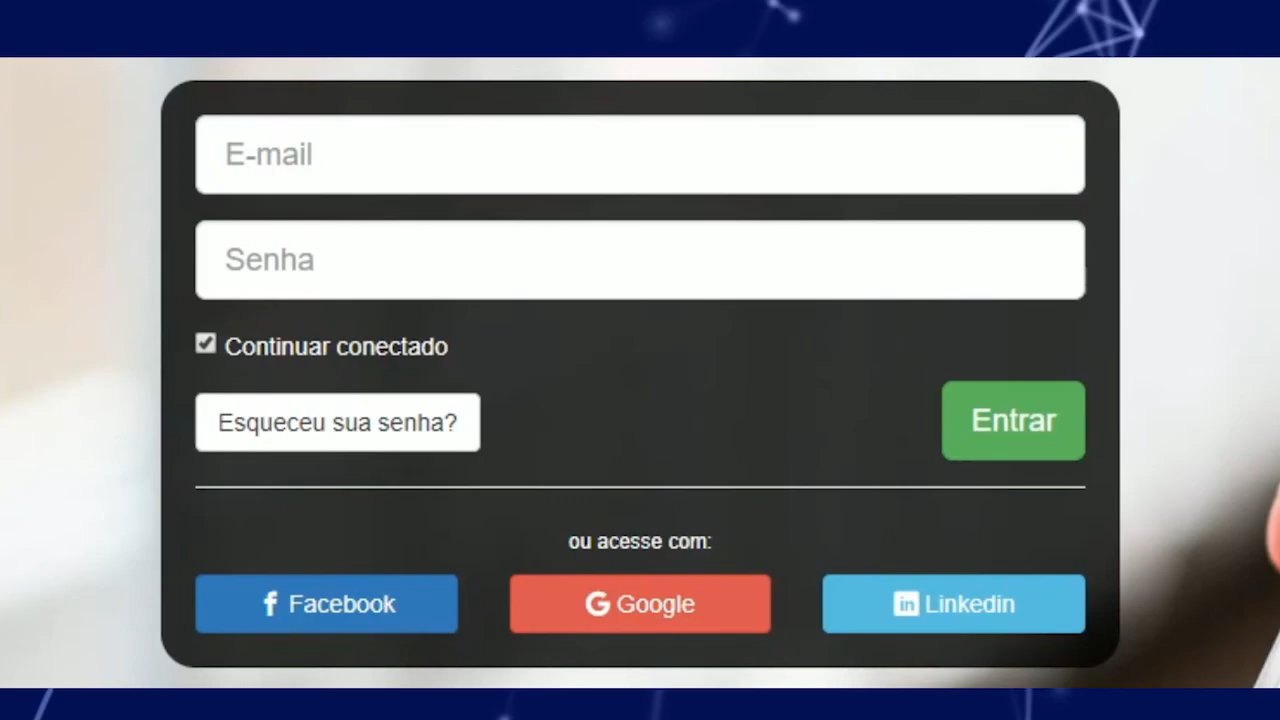 E-mail
Senha
Continuar conectado
Esqueceu sua senha?
Entrar
ou acesse com:
Facebook
Google
Linkedin